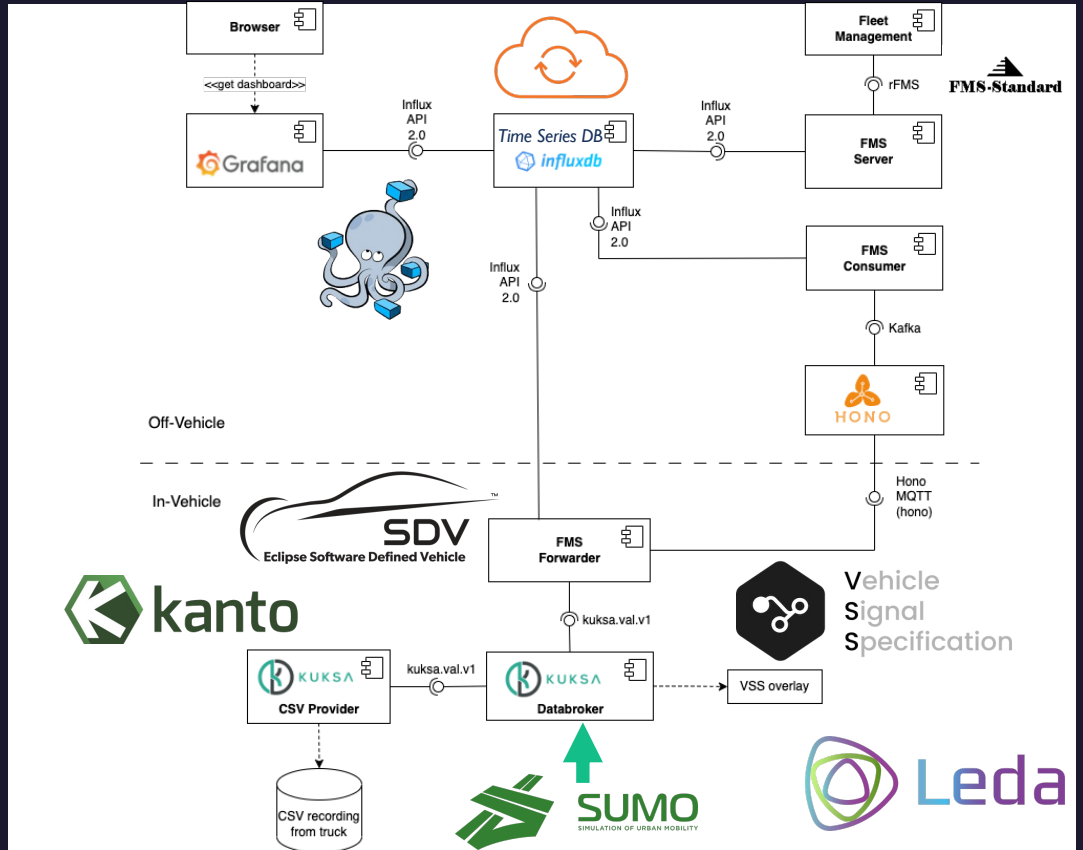 Browser
<<get dashboard>>
Grafana
Influx
API
2.0
Time Series DB
influxdb
Influx
API
2.0
Fleet
Management
rFMS
FMS-Standard
FMS
Server
Influx
API
2.0
FMS
Consumer
Influx
API
2.0
Kafka
HONO
Off-Vehicle
In-Vehicle
Hono
MQTT
(hono)
SDV
TM
Eclipse Software Defined Vehicle
FMS
Forwarder
kanto
Vehicle
Signal
Specification
kuksa.val.v1
KUKSA
CSV Provider
kuksa.val.v1
KUKSA
Databroker
VSS overlay
CSV recording
from truck
SUMO
SIMULATION OF URBAN MOBILITY
Leda